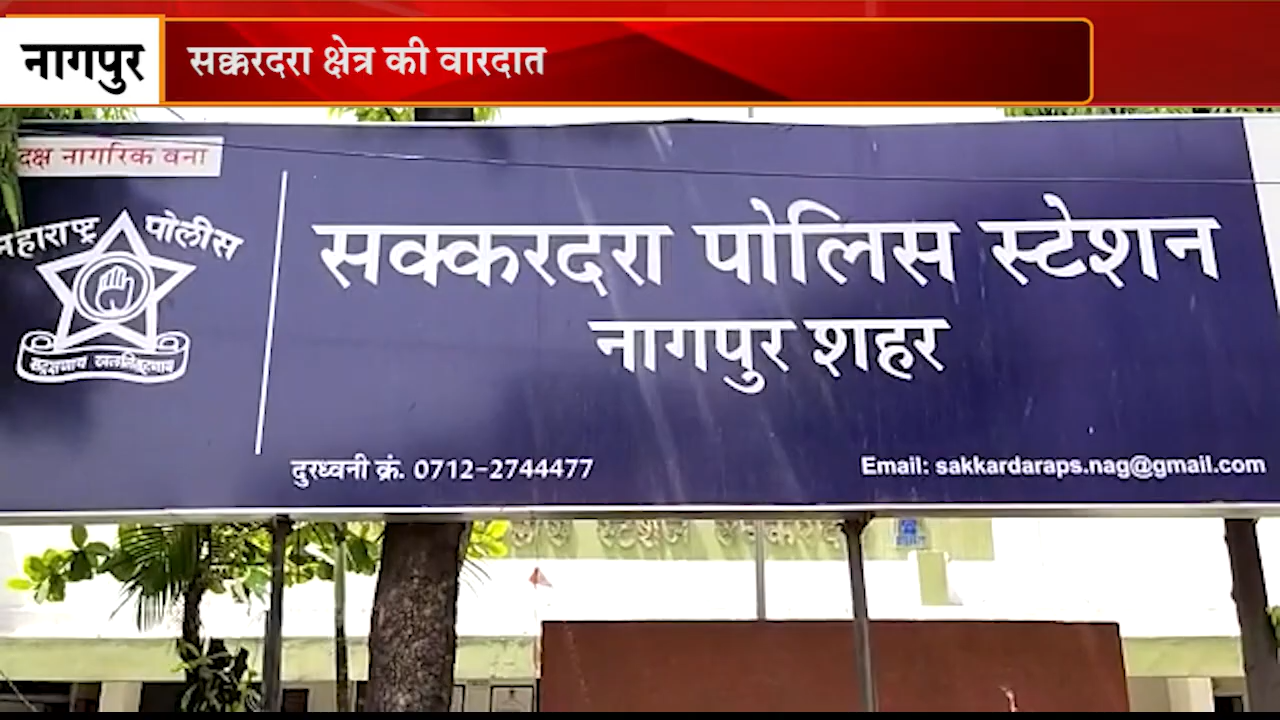 नागपुर
सक्करदरा क्षेत्र की वारदात
दक्ष नागरिक बना
महाराष्ट्र पोलीस
सक्करदरा पोलिस स्टेशन
नागपुर शहर
दुरध्वनी क्रं. 0712-2744477
Email: sakkardaraps.nag@gmail.com